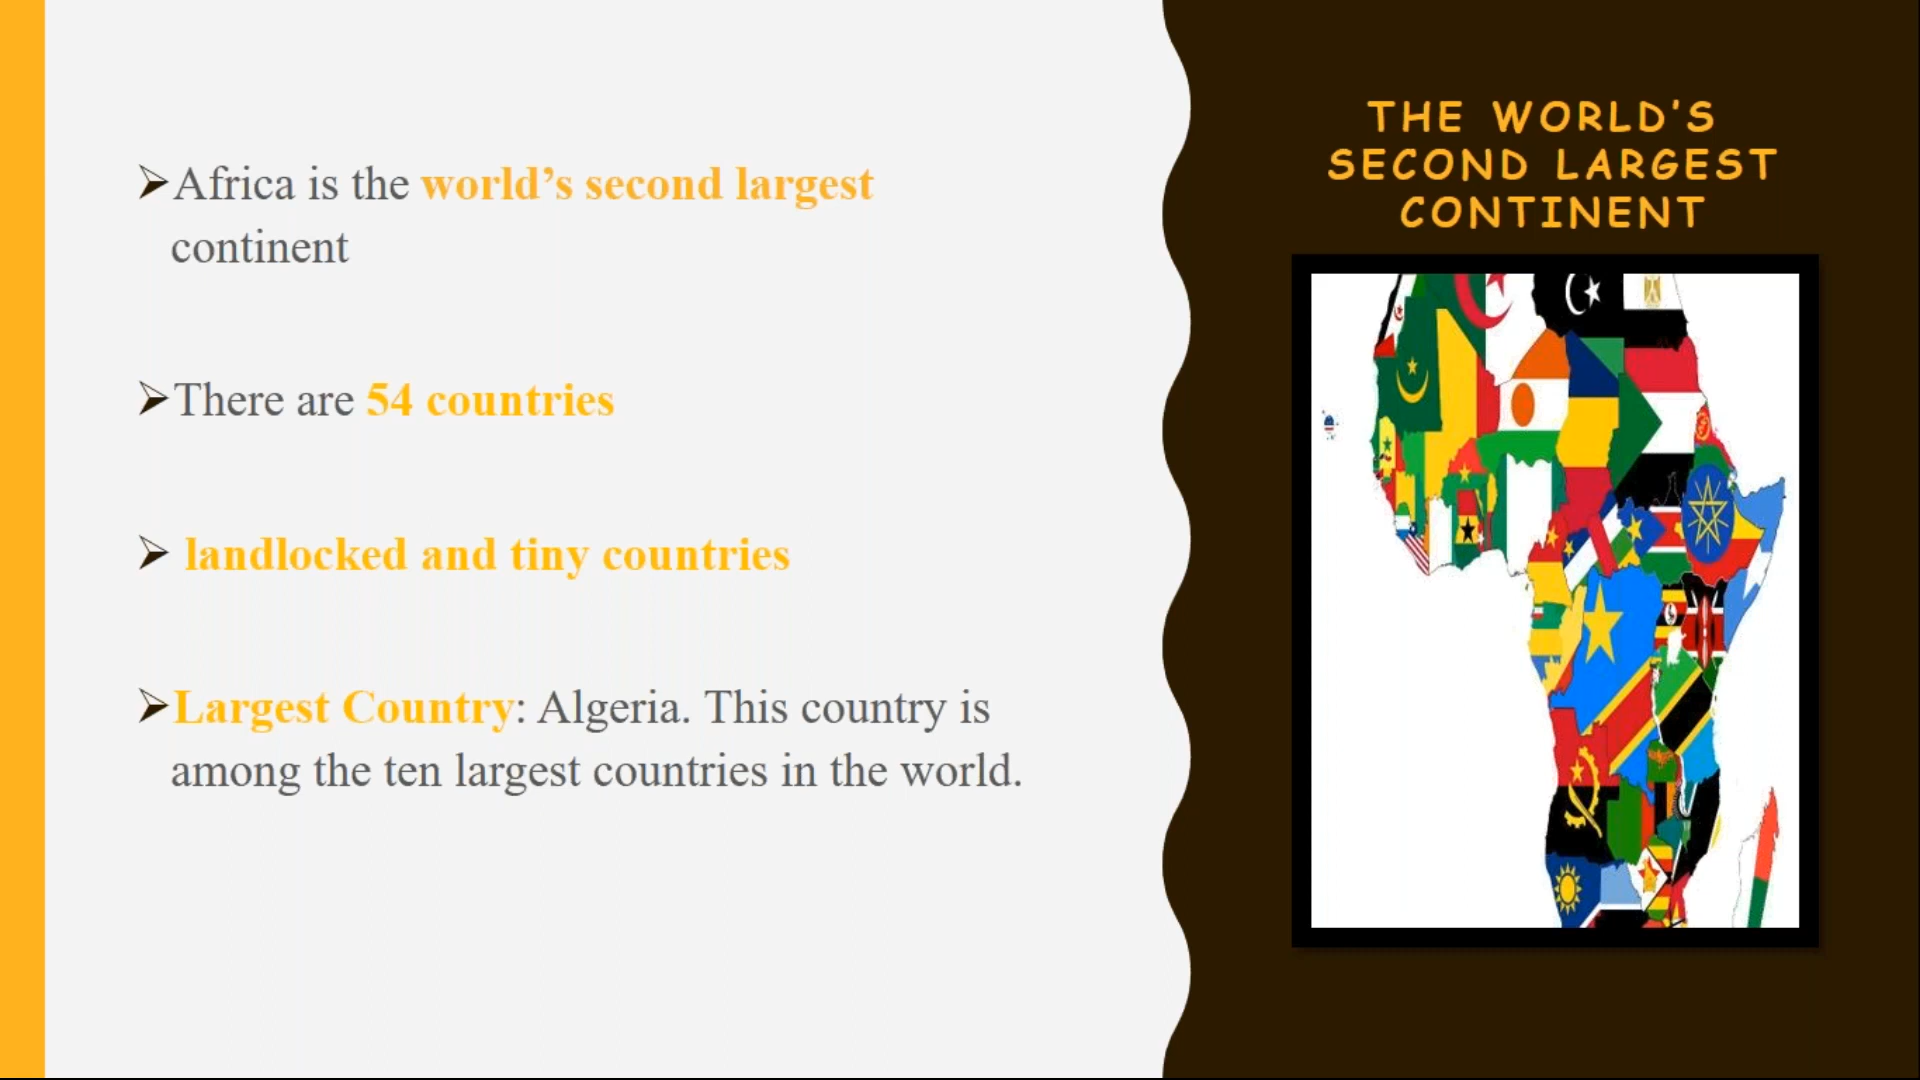 THE WORLD'S
SECOND LARGEST
CONTINENT
➢Africa is the world’s second largest
continent
➢There are 54 countries
➢ landlocked and tiny countries
➢Largest Country: Algeria. This country is
among the ten largest countries in the world.